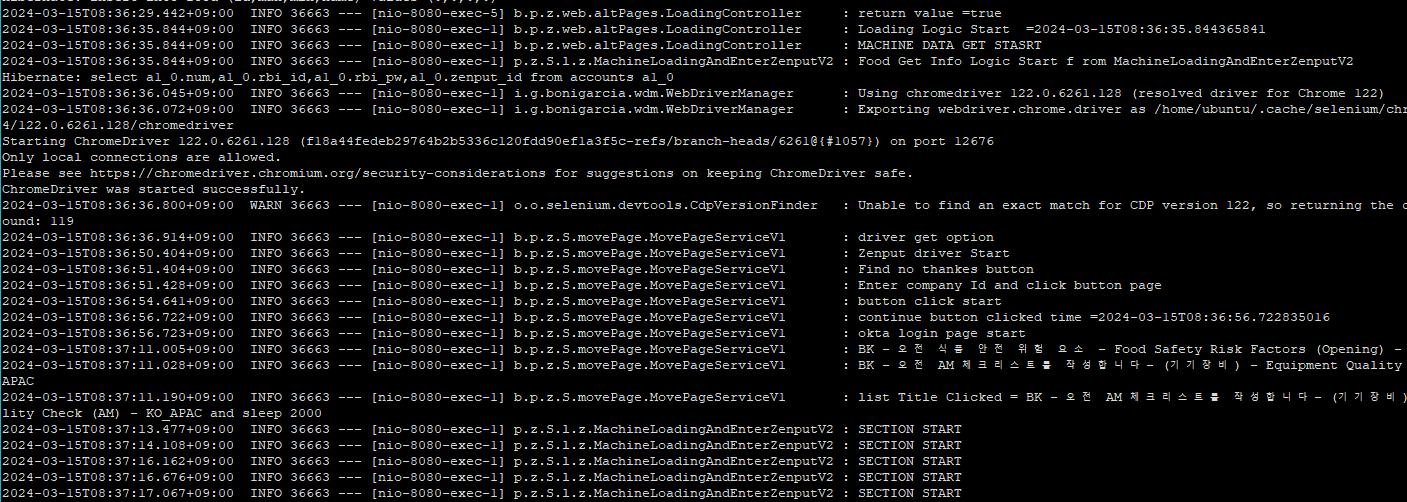 2024-03-15T08:36:29.442+09:00  INFO 36663 --- [nio-8080-exec-5] b.p.z.web.altPages.LoadingController     : return value =true
2024-03-15T08:36:35.844+09:00  INFO 36663 --- [nio-8080-exec-1] b.p.z.web.altPages.LoadingController     : Loading Logic Start  =2024-03-15T08:36:35.844365841
2024-03-15T08:36:35.844+09:00  INFO 36663 --- [nio-8080-exec-1] b.p.z.web.altPages.LoadingController     : MACHINE DATA GET STASRT
2024-03-15T08:36:35.844+09:00  INFO 36663 --- [nio-8080-exec-1] p.z.S.l.z.MachineLoadingAndEnterZenputV2 : Food Get Info Logic Start f rom MachineLoadingAndEnterZenputV2
Hibernate: select a1_0.num,a1_0.rbi_id,a1_0.rbi_pw,a1_0.zenput_id from accounts a1_0
2024-03-15T08:36:36.045+09:00  INFO 36663 --- [nio-8080-exec-1] i.g.bonigarcia.wdm.WebDriverManager      : Using chromedriver 122.0.6261.128 (resolved driver for Chrome 122)
2024-03-15T08:36:36.072+09:00  INFO 36663 --- [nio-8080-exec-1] i.g.bonigarcia.wdm.WebDriverManager      : Exporting webdriver.chrome.driver as /home/ubuntu/.cache/selenium/chr
4/122.0.6261.128/chromedriver
Starting ChromeDriver 122.0.6261.128 (f18a44fedeb29764b2b5336c120fdd90ef1a3f5c-refs/branch-heads/6261@{#1057}) on port 12676
Only local connections are allowed.
Please see https://chromedriver.chromium.org/security-considerations for suggestions on keeping ChromeDriver safe.
ChromeDriver was started successfully.
2024-03-15T08:36:36.800+09:00  WARN 36663 --- [nio-8080-exec-1] o.o.selenium.devtools.CdpVersionFinder   : Unable to find an exact match for CDP version 122, so returning the c
ound: 119
2024-03-15T08:36:36.914+09:00  INFO 36663 --- [nio-8080-exec-1] b.p.z.S.movePage.MovePageServiceV1       : driver get option
2024-03-15T08:36:50.404+09:00  INFO 36663 --- [nio-8080-exec-1] b.p.z.S.movePage.MovePageServiceV1       : Zenput driver Start
2024-03-15T08:36:51.404+09:00  INFO 36663 --- [nio-8080-exec-1] b.p.z.S.movePage.MovePageServiceV1       : Find no thankes button
2024-03-15T08:36:51.428+09:00  INFO 36663 --- [nio-8080-exec-1] b.p.z.S.movePage.MovePageServiceV1       : Enter company Id and click button page
2024-03-15T08:36:54.641+09:00  INFO 36663 --- [nio-8080-exec-1] b.p.z.S.movePage.MovePageServiceV1       : button click start
2024-03-15T08:36:56.722+09:00  INFO 36663 --- [nio-8080-exec-1] b.p.z.S.movePage.MovePageServiceV1       : continue button clicked time =2024-03-15T08:36:56.722835016
2024-03-15T08:36:56.723+09:00  INFO 36663 --- [nio-8080-exec-1] b.p.z.S.movePage.MovePageServiceV1       : okta login page start
2024-03-15T08:37:11.005+09:00  INFO 36663 --- [nio-8080-exec-1] b.p.z.S.movePage.MovePageServiceV1       : BK - 오전 식품 안전 위험 요소 - Food Safety Risk Factors (Opening) -
2024-03-15T08:37:11.028+09:00  INFO 36663 --- [nio-8080-exec-1] b.p.z.S.movePage.MovePageServiceV1       : BK - 오전 AM 체크리스트를 작성합니다- (기기장비) - Equipment Quality
APAC
2024-03-15T08:37:11.190+09:00  INFO 36663 --- [nio-8080-exec-1] b.p.z.S.movePage.MovePageServiceV1       : list Title Clicked = BK - 오전 AM 체크리스트를 작성합니다- (기기장비)
lity Check (AM) - KO_APAC and sleep 2000
2024-03-15T08:37:13.477+09:00  INFO 36663 --- [nio-8080-exec-1] p.z.S.l.z.MachineLoadingAndEnterZenputV2 : SECTION START
2024-03-15T08:37:14.108+09:00  INFO 36663 --- [nio-8080-exec-1] p.z.S.l.z.MachineLoadingAndEnterZenputV2 : SECTION START
2024-03-15T08:37:16.162+09:00  INFO 36663 --- [nio-8080-exec-1] p.z.S.l.z.MachineLoadingAndEnterZenputV2 : SECTION START
2024-03-15T08:37:16.676+09:00  INFO 36663 --- [nio-8080-exec-1] p.z.S.l.z.MachineLoadingAndEnterZenputV2 : SECTION START
2024-03-15T08:37:17.067+09:00  INFO 36663 --- [nio-8080-exec-1] p.z.S.l.z.MachineLoadingAndEnterZenputV2 : SECTION START